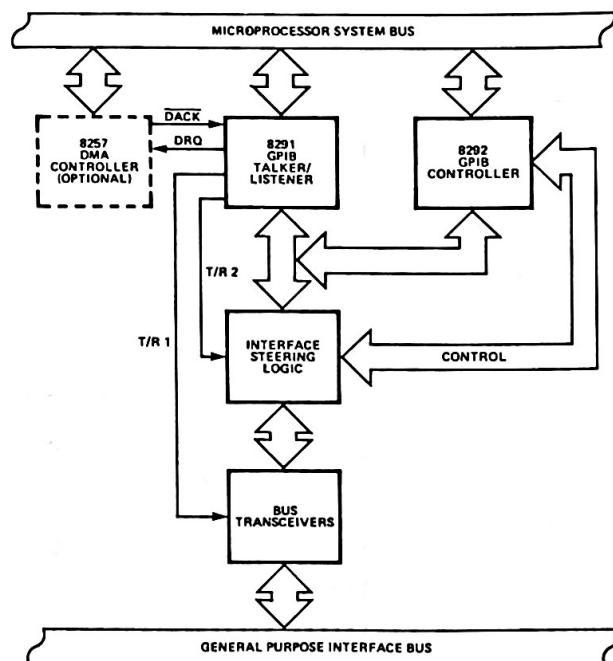 MICROPROCESSOR SYSTEM BUS
8257
DMA
CONTROLLER
(OPTIONAL)
DACK
DRQ
8291
GPIB
TALKER/
LISTENER
8292
GPIB
CONTROLLER
T/R 2
T/R 1
INTERFACE
STEERING
LOGIC
CONTROL
BUS
TRANSCEIVERS
GENERAL PURPOSE INTERFACE BUS